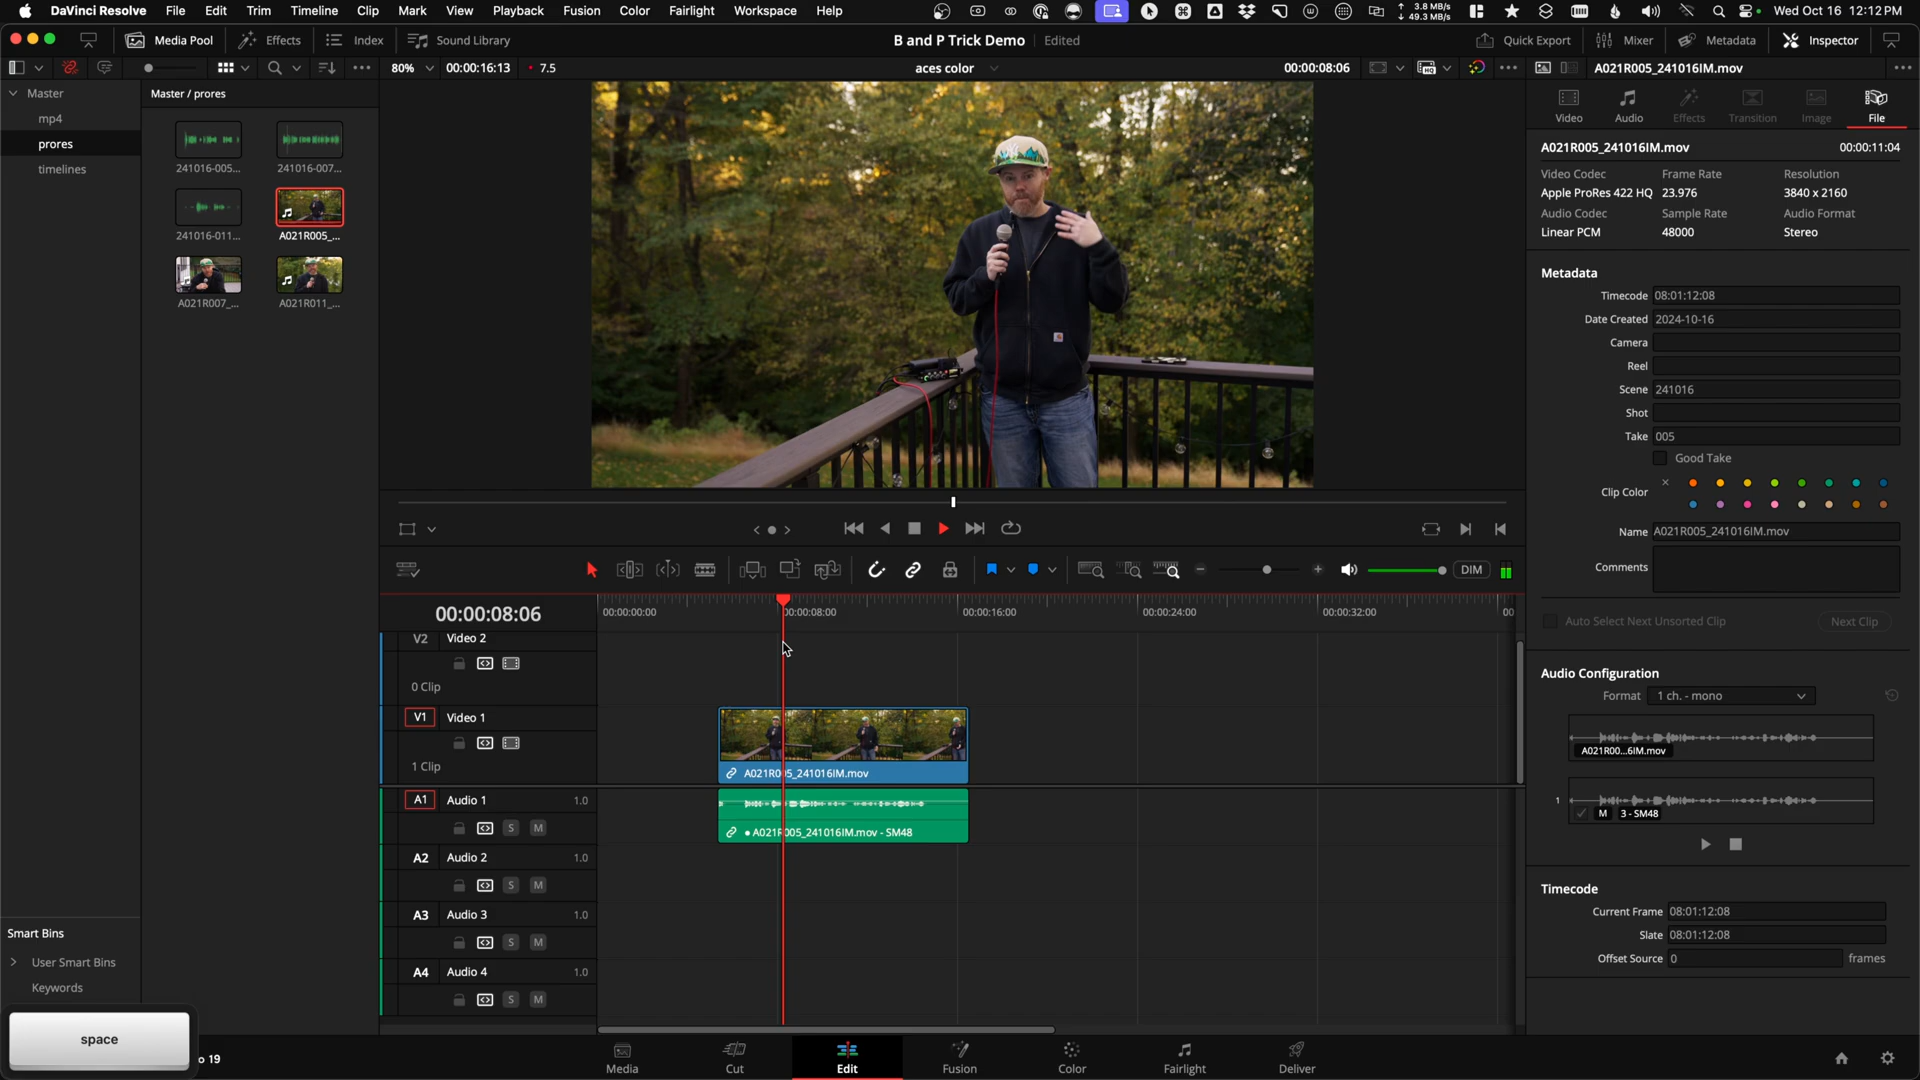 DaVinci Resolve File Edit Trim Timeline Clip Mark View Playback Fusion Color Fairlight Workspace Help
3.8 MB/s
49.3 MB/s
Wed Oct 16 12:12 PM
Media Pool Effects Index Sound Library
B and P Trick Demo Edited
Quick Export Mixer Metadata Inspector
80% 00:00:16:13 7.5 aces color 00:00:08:06 A021R005_241016IM.mov
Master
mp4
prores
timelines
Master / prores
241016-005... 241016-007...
241016-011... A021R005_...
A021R007_... A021R011_...
Video Audio Effects Transition Image File
A021R005_241016IM.mov 00:00:11:04
Video Codec Frame Rate Resolution
Apple ProRes 422 HQ 23.976 3840 x 2160
Audio Codec Sample Rate Audio Format
Linear PCM 48000 Stereo
Metadata
Timecode 08:01:12:08
Date Created 2024-10-16
Camera
Reel
Scene 241016
Shot
Take 005
Good Take
Clip Color
Name A021R005_241016IM.mov
Comments
Auto Select Next Unsorted Clip Next Clip
Audio Configuration
Format 1 ch. - mono
A021R00...6IM.mov
1 M 3 - SM48
Timecode
Current Frame 08:01:12:08
Slate 08:01:12:08
Offset Source 0 frames
DIM
00:00:08:06
00:00:00:00 00:00:08:00 00:00:16:00 00:00:24:00 00:00:32:00 00
V2 Video 2
0 Clip
V1 Video 1
1 Clip
A021R005_241016IM.mov
A1 Audio 1 1.0
S M
A021R005_241016IM.mov - SM48
A2 Audio 2 1.0
S M
A3 Audio 3 1.0
S M
A4 Audio 4 1.0
S M
Smart Bins
User Smart Bins
Keywords
space
o 19
Media Cut Edit Fusion Color Fairlight Deliver